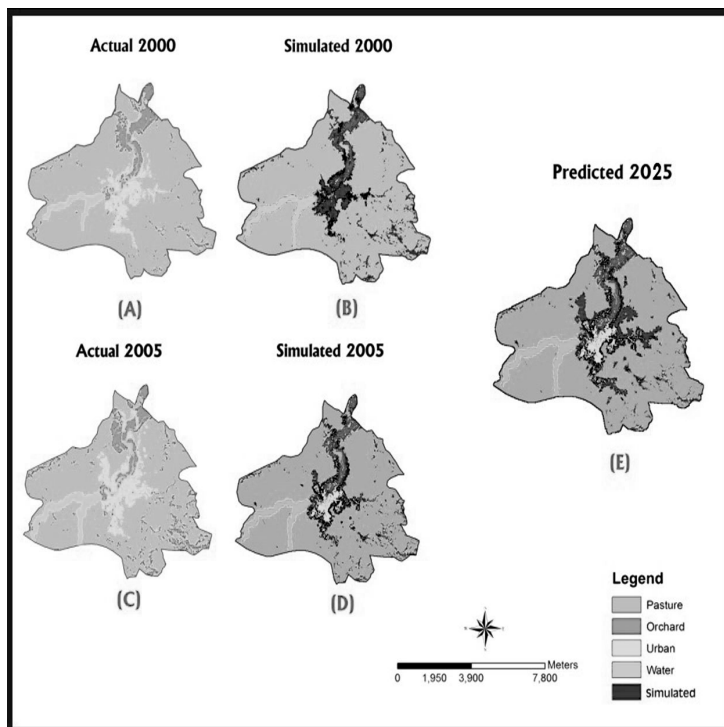 Actual 2000
Simulated 2000
(A)
(B)
Predicted 2025
Actual 2005
Simulated 2005
(C)
(D)
(E)
Legend
Pasture
Orchard
Urban
Water
Simulated
Meters
0 1,950 3,900 7,800